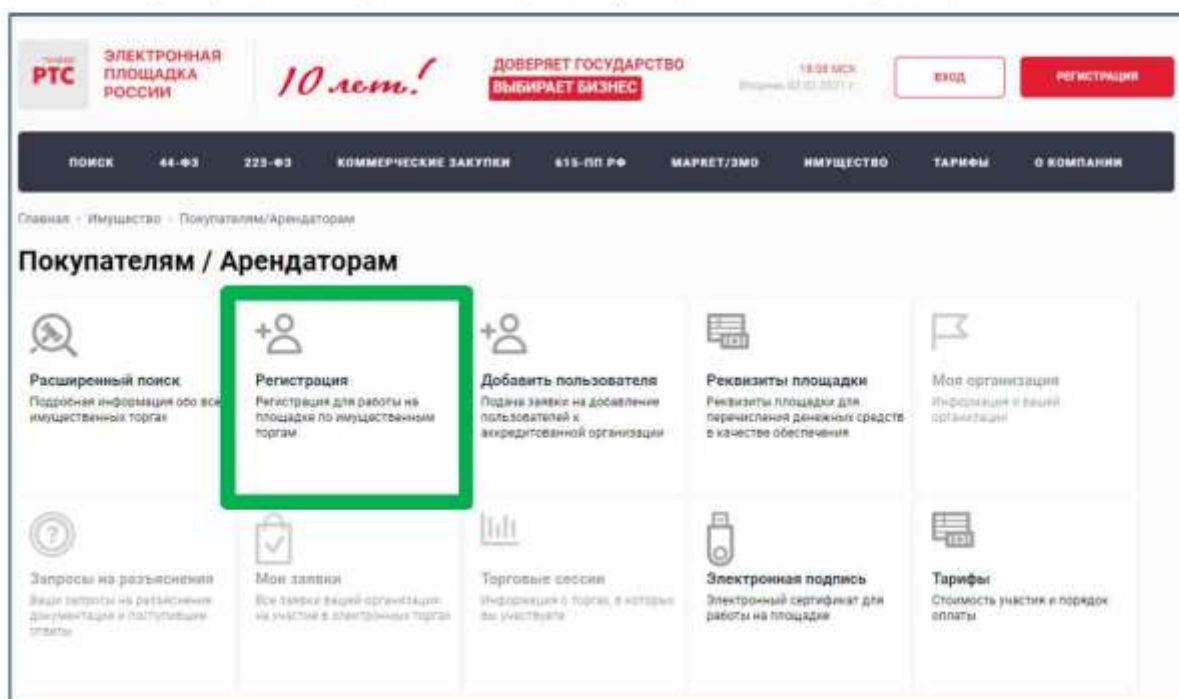 РТС
ЭЛЕКТРОННАЯ
ПЛОЩАДКА
РОССИИ
10 лет!
ДОВЕРЯЕТ ГОСУДАРСТВО
ВЫБИРАЕТ БИЗНЕС
18:08 МСК
ВХОД
РЕГИСТРАЦИЯ
ПОИСК 44-ФЗ 223-ФЗ КОММЕРЧЕСКИЕ ЗАКУПКИ 615-ПП РФ МАРКЕТ/ЗМО ИМУЩЕСТВО ТАРИФЫ О КОМПАНИИ
Главная - Имущество - Покупателям/Арендаторам
Покупателям / Арендаторам
Расширенный поиск
Подробная информация обо все
имущественных торгах
Регистрация
Регистрация для работы на
площадке по имущественным
торгам
Добавить пользователя
Подача заявки на добавление
пользователей к
аккредитованной организации
Реквизиты площадки
Реквизиты площадки для
перечисления денежных средств
в качестве обеспечения
Моя организация
Информация о вашей
организации
Запросы на разъяснения
Ваши запросы на разъяснения
документации и поступившие
ответы
Мои заявки
Все заявки вашей организации
на участие в электронных торгах
Торговые сессии
Информация о торгах, в которых
вы участвуете
Электронная подпись
Электронный сертификат для
работы на площадке
Тарифы
Стоимость участия и порядок
оплаты